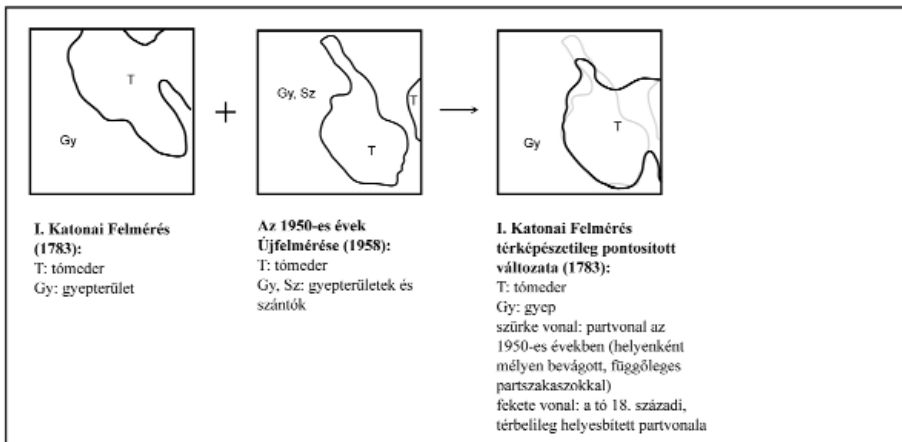 T
Gy
+
Gy, Sz
T
T
Gy
T
I. Katonai Felmérés
(1783):
T: tómeder
Gy: gyepterület
Az 1950-es évek
Újfelmérése (1958):
T: tómeder
Gy, Sz: gyepterületek és
szántók
I. Katonai Felmérés
térképészetileg pontosított
változata (1783):
T: tómeder
Gy: gyep
szürke vonal: partvonal az
1950-es években (helyenként
mélyen bevágott, függőleges
partszakaszokkal)
fekete vonal: a tó 18. századi,
térbelileg helyesbített partvonala